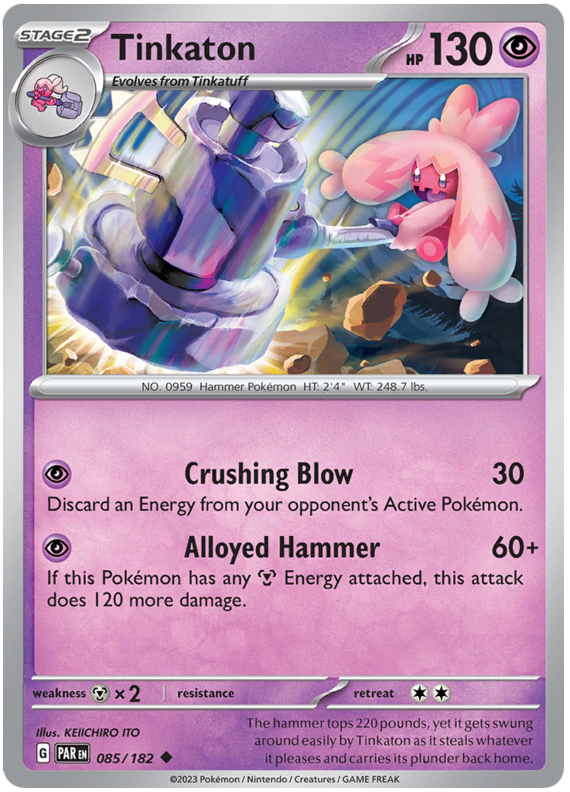 STAGE2
Tinkaton
HP 130
Evolves from Tinkatuff
NO. 0959 Hammer Pokémon HT: 2'4" WT: 248.7 lbs.
Crushing Blow 30
Discard an Energy from your opponent's Active Pokémon.
Alloyed Hammer 60+
If this Pokémon has any Energy attached, this attack
does 120 more damage.
weakness ×2 resistance retreat
Illus. KEIICHIRO ITO
G PAR EN 085/182
The hammer tops 220 pounds, yet it gets swung
around easily by Tinkaton as it steals whatever
it pleases and carries its plunder back home.
©2023 Pokémon / Nintendo / Creatures / GAME FREAK